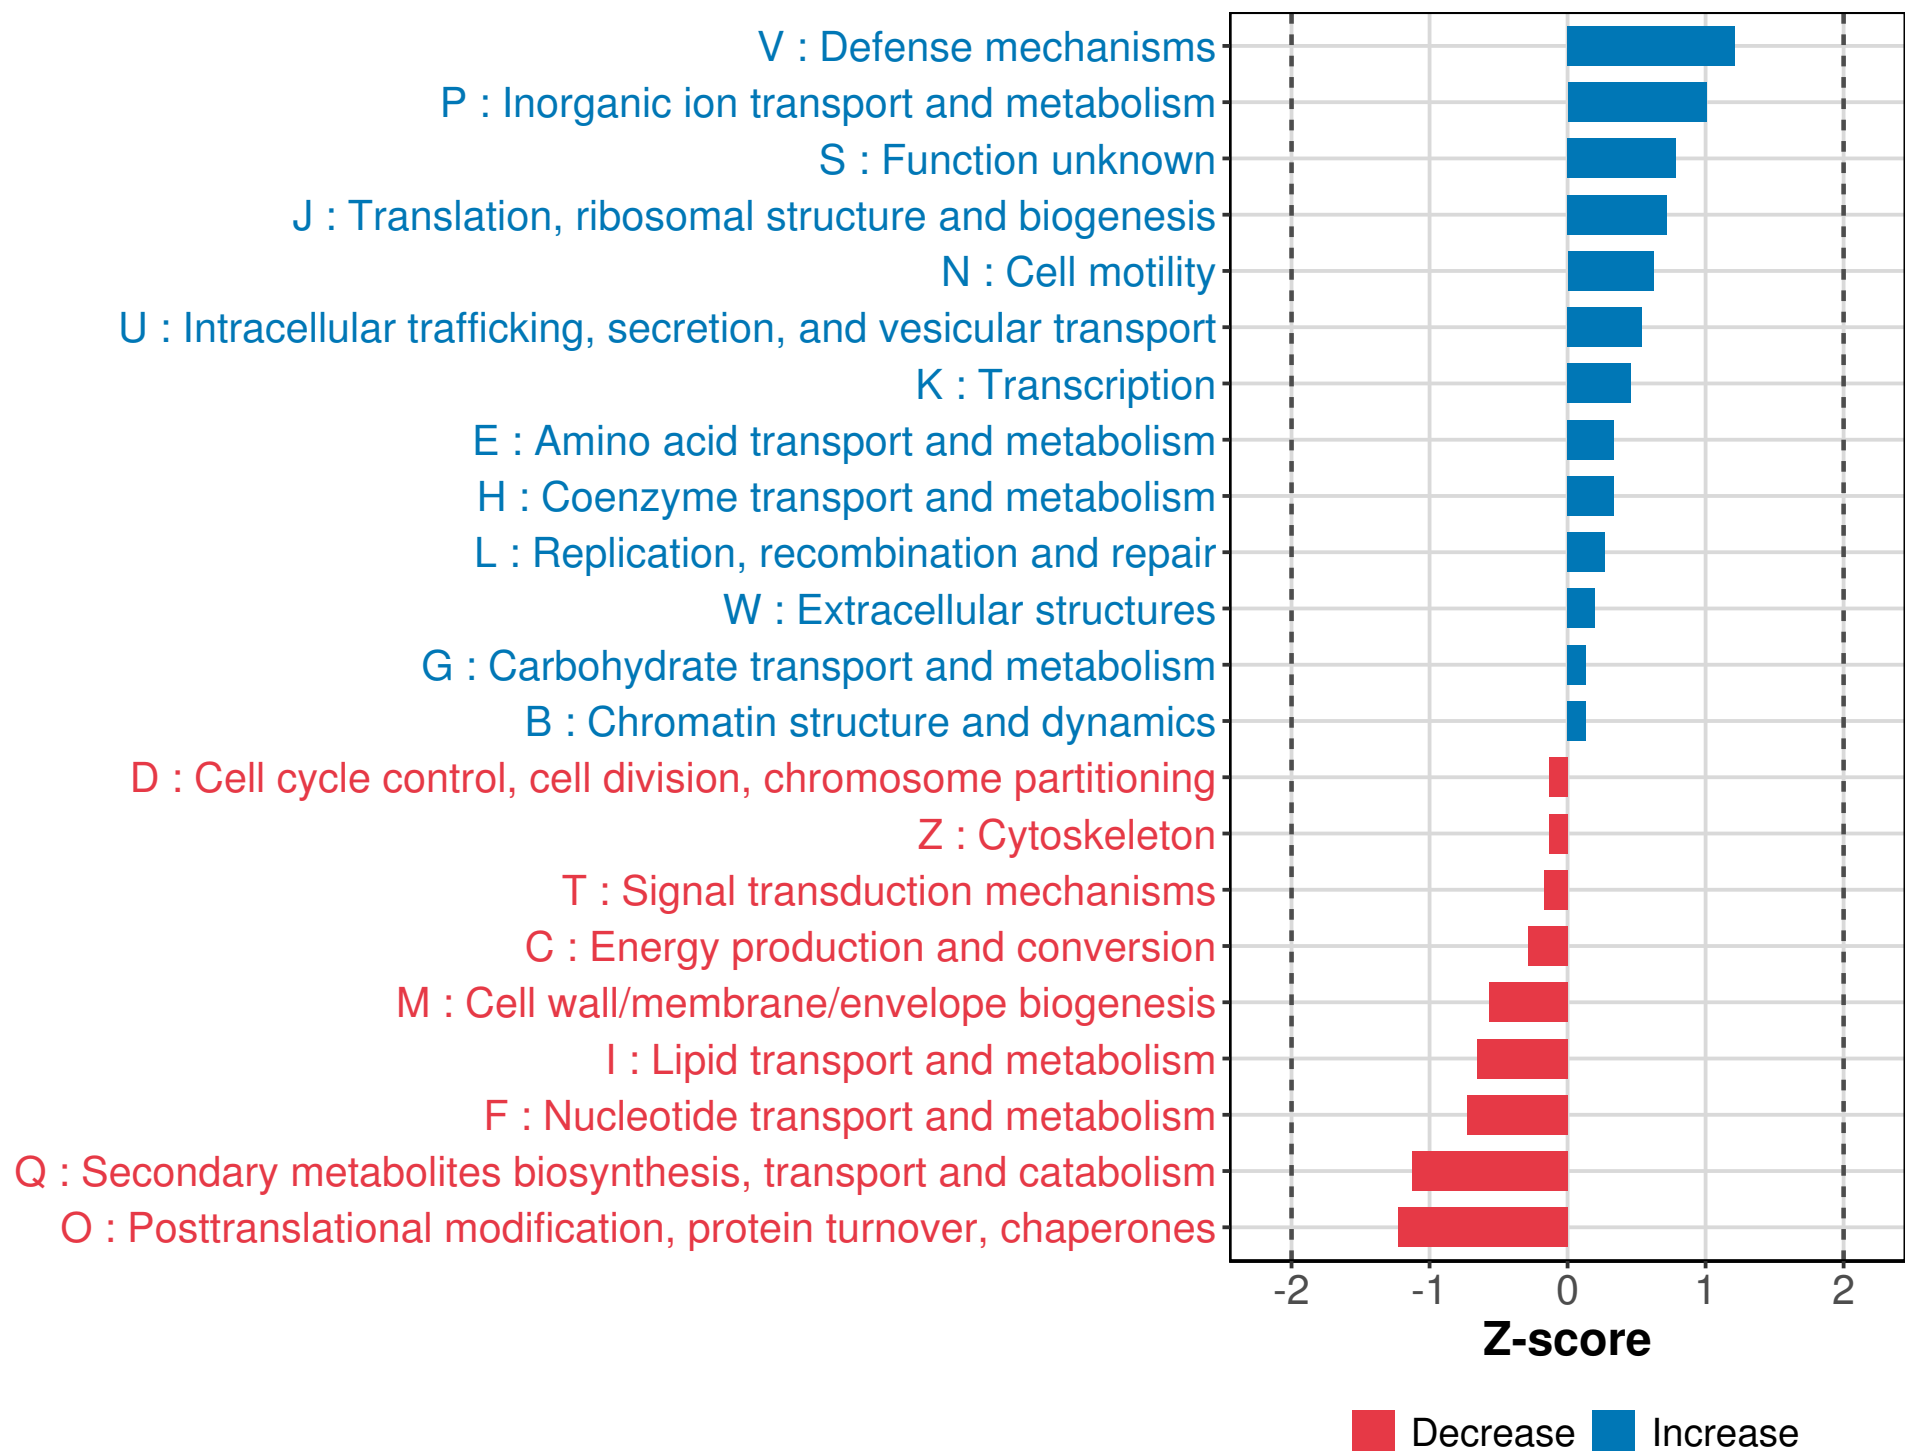 V : Defense mechanisms
P : Inorganic ion transport and metabolism
S : Function unknown
J : Translation, ribosomal structure and biogenesis
N : Cell motility
U : Intracellular trafficking, secretion, and vesicular transport
K : Transcription
E : Amino acid transport and metabolism
H : Coenzyme transport and metabolism
L : Replication, recombination and repair
W : Extracellular structures
G : Carbohydrate transport and metabolism
B : Chromatin structure and dynamics
D : Cell cycle control, cell division, chromosome partitioning
Z : Cytoskeleton
T : Signal transduction mechanisms
C : Energy production and conversion
M : Cell wall/membrane/envelope biogenesis
I : Lipid transport and metabolism
F : Nucleotide transport and metabolism
Q : Secondary metabolites biosynthesis, transport and catabolism
O : Posttranslational modification, protein turnover, chaperones
-2 -1 0 1 2
Z-score
Decrease Increase